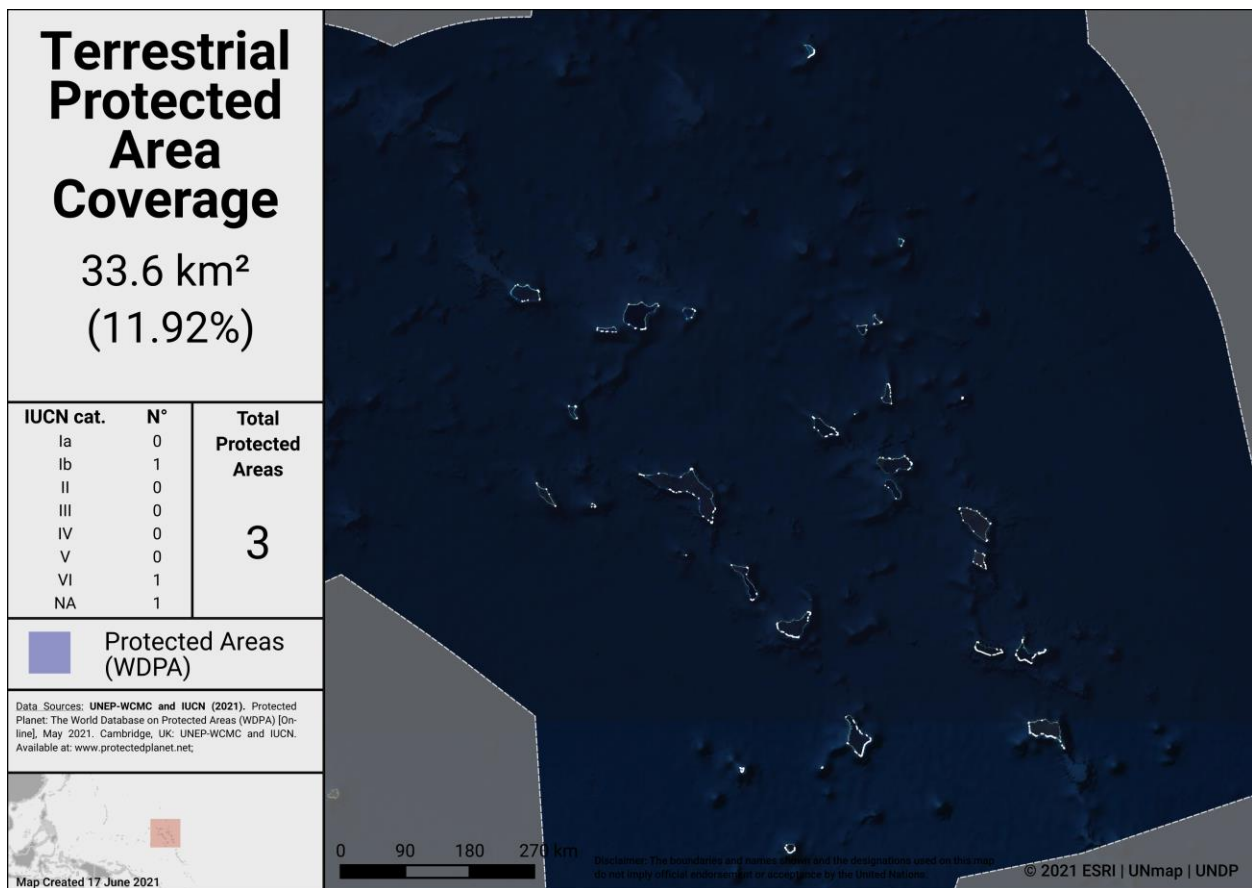 Terrestrial
Protected
Area
Coverage
33.6 km²
(11.92%)
IUCN cat. N°
Ia 0
Ib 1
II 0
III 0
IV 0
V 0
VI 1
NA 1
Total
Protected
Areas
3
Protected Areas
(WDPA)
Data Sources: UNEP-WCMC and IUCN (2021). Protected
Planet: The World Database on Protected Areas (WDPA) [On-
line], May 2021. Cambridge, UK: UNEP-WCMC and IUCN.
Available at: www.protectedplanet.net;
Map Created 17 June 2021
0 90 180 270 km
Disclaimer: The boundaries and names shown and the designations used on this map
do not imply official endorsement or acceptance by the United Nations.
© 2021 ESRI | UNmap | UNDP